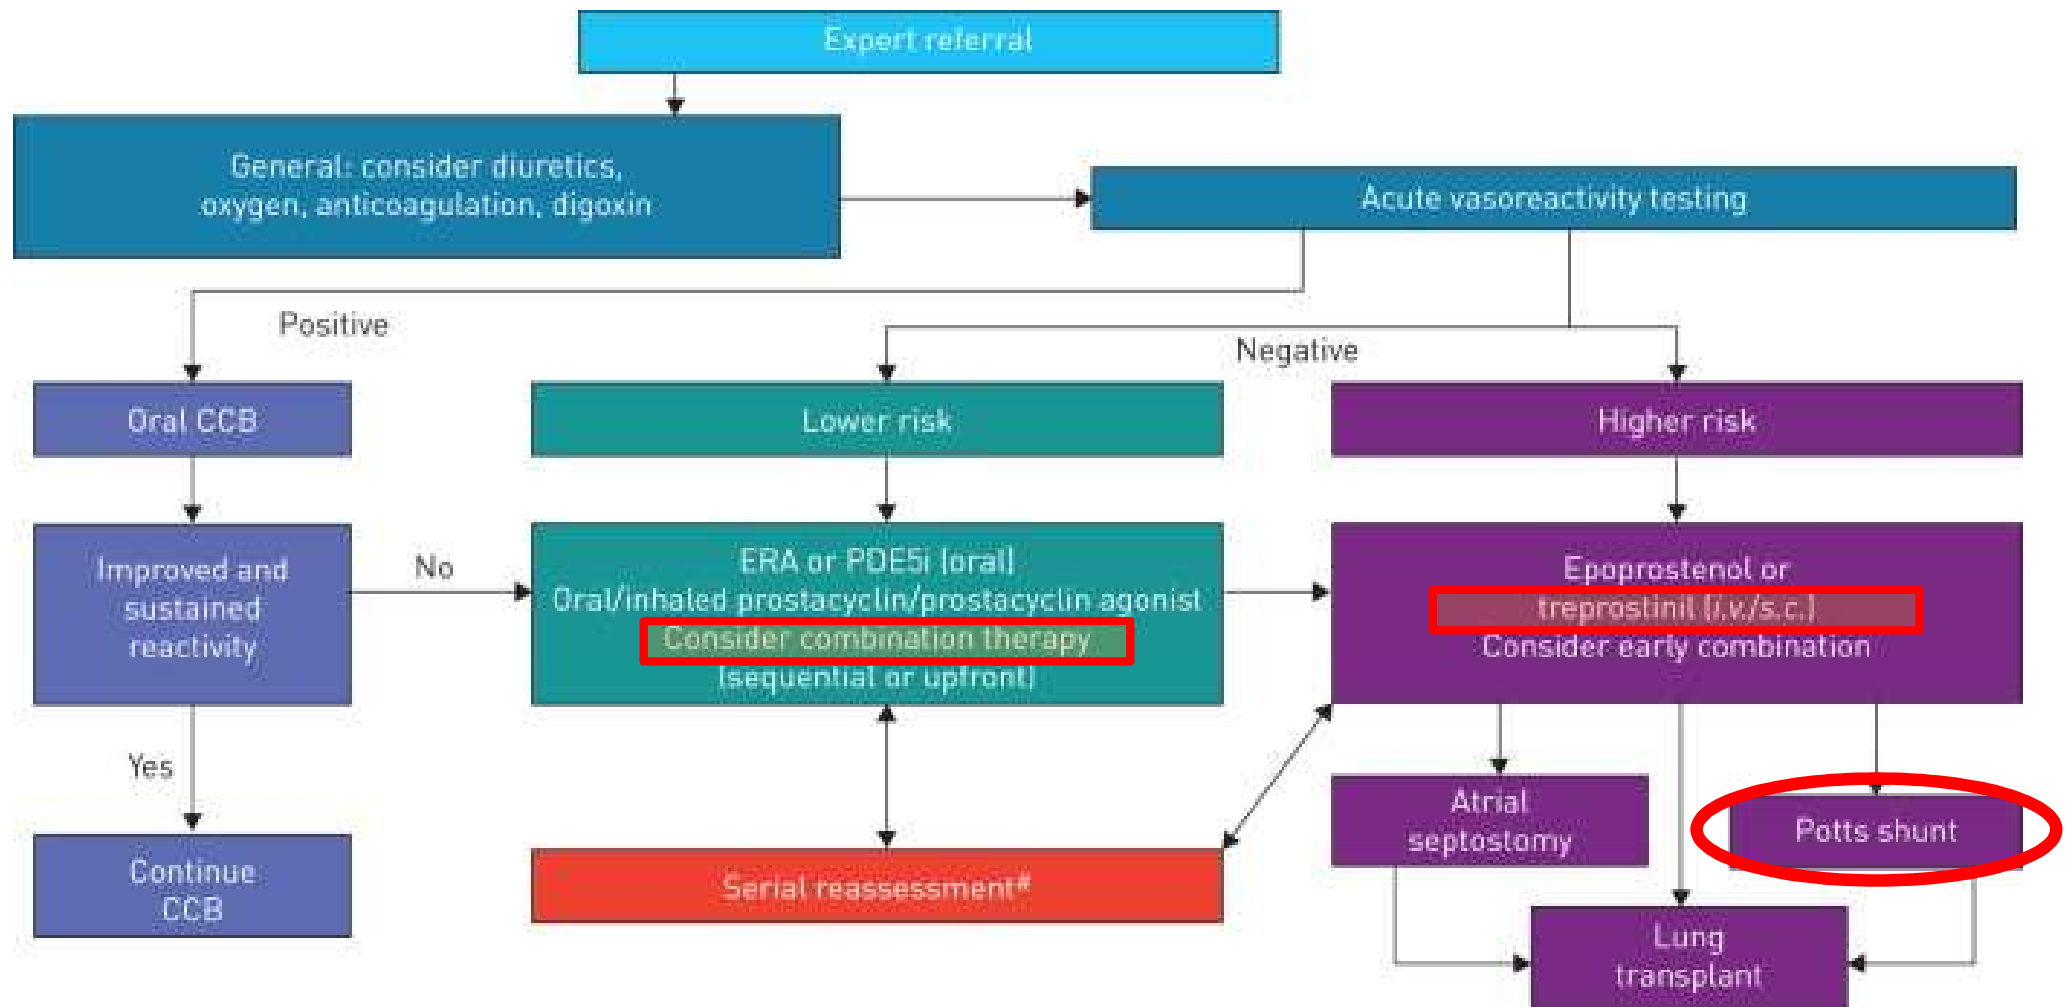 Expert referral
General: consider diuretics,
oxygen, anticoagulation, digoxin
Acute vasoreactivity testing
Positive
Negative
Oral CCB
Lower risk
Higher risk
Improved and
sustained
reactivity
No
ERA or PDE5i (oral)
Oral/inhaled prostacyclin/prostacyclin agonist
Consider combination therapy
(sequential or upfront)
Epoprostenol or
treprostinil (i.v./s.c.)
Consider early combination
Yes
Continue
CCB
Serial reassessment#
Atrial
septostomy
Potts shunt
Lung
transplant